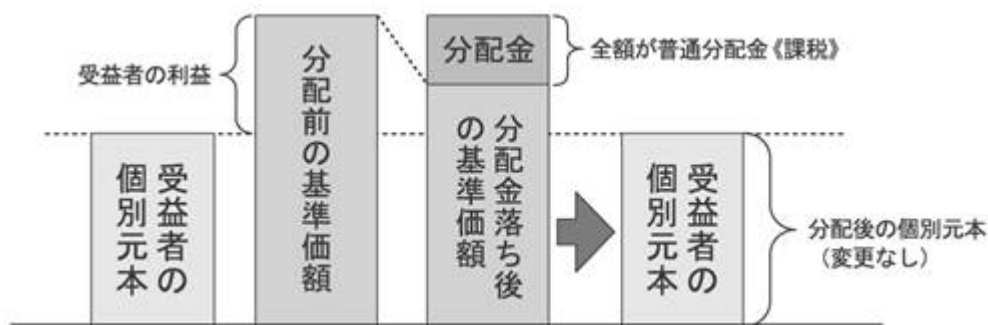 受益者の利益
受益者の
個別元本
分配前の基準価額
分配金
分配金落ち後
の基準価額
全額が普通分配金《課税》
受益者の
個別元本
分配後の個別元本
（変更なし）